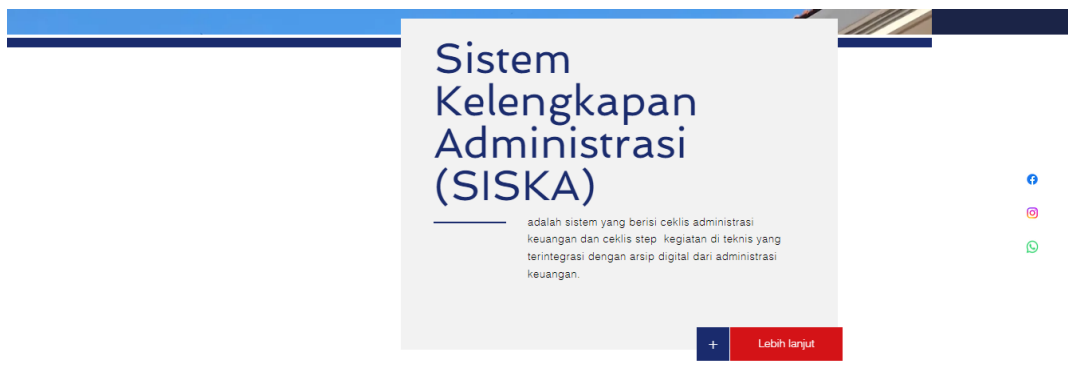 Sistem
Kelengkapan
Administrasi
(SISKA)
adalah sistem yang berisi ceklis administrasi
keuangan dan ceklis step kegiatan di teknis yang
terintegrasi dengan arsip digital dari administrasi
keuangan.
+ Lebih lanjut